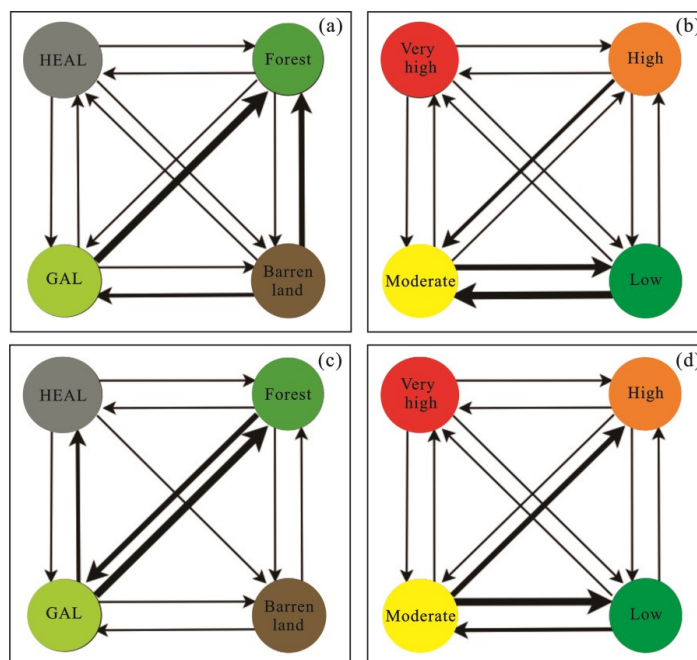 (a)
HEAL
Forest
GAL
Barren
land
(b)
Very
high
High
Moderate
Low
(c)
HEAL
Forest
GAL
Barren
land
(d)
Very
high
High
Moderate
Low